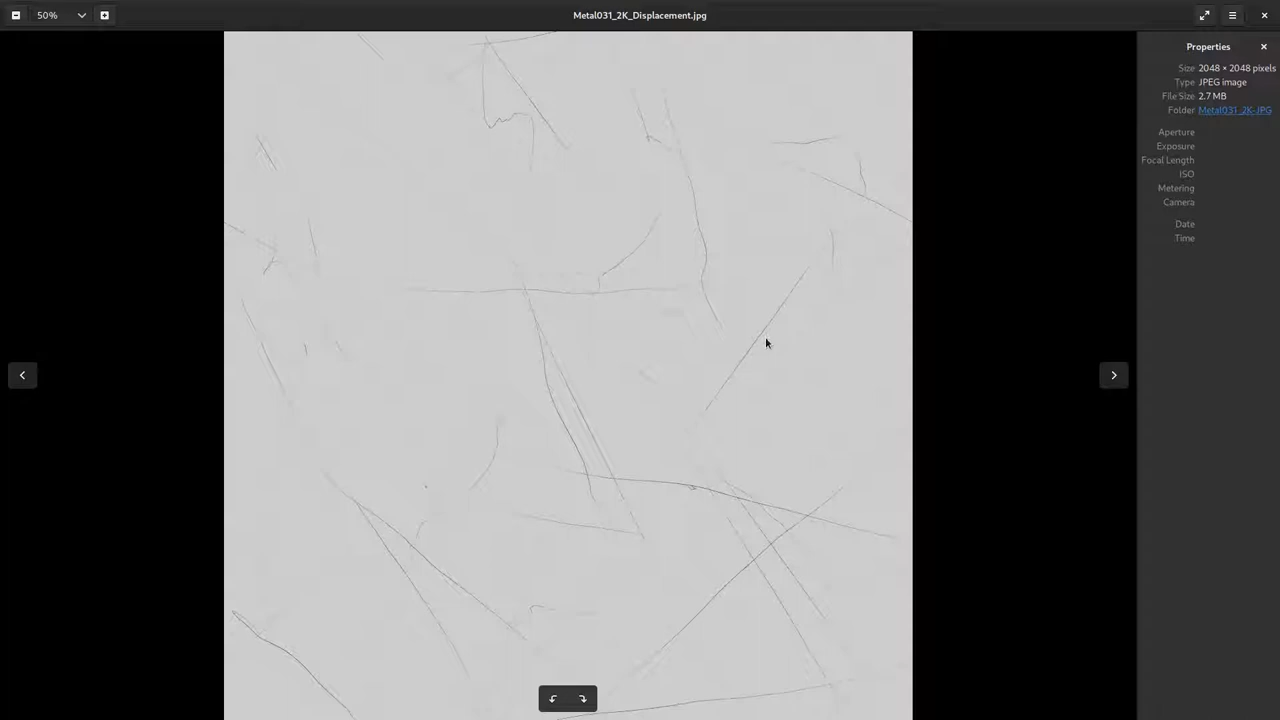 50%
Metal031_2K_Displacement.jpg
Properties
Size 2048 × 2048 pixels
Type JPEG image
File Size 2.7 MB
Folder Metal031_2K-JPG
Aperture
Exposure
Focal Length
ISO
Metering
Camera
Date
Time